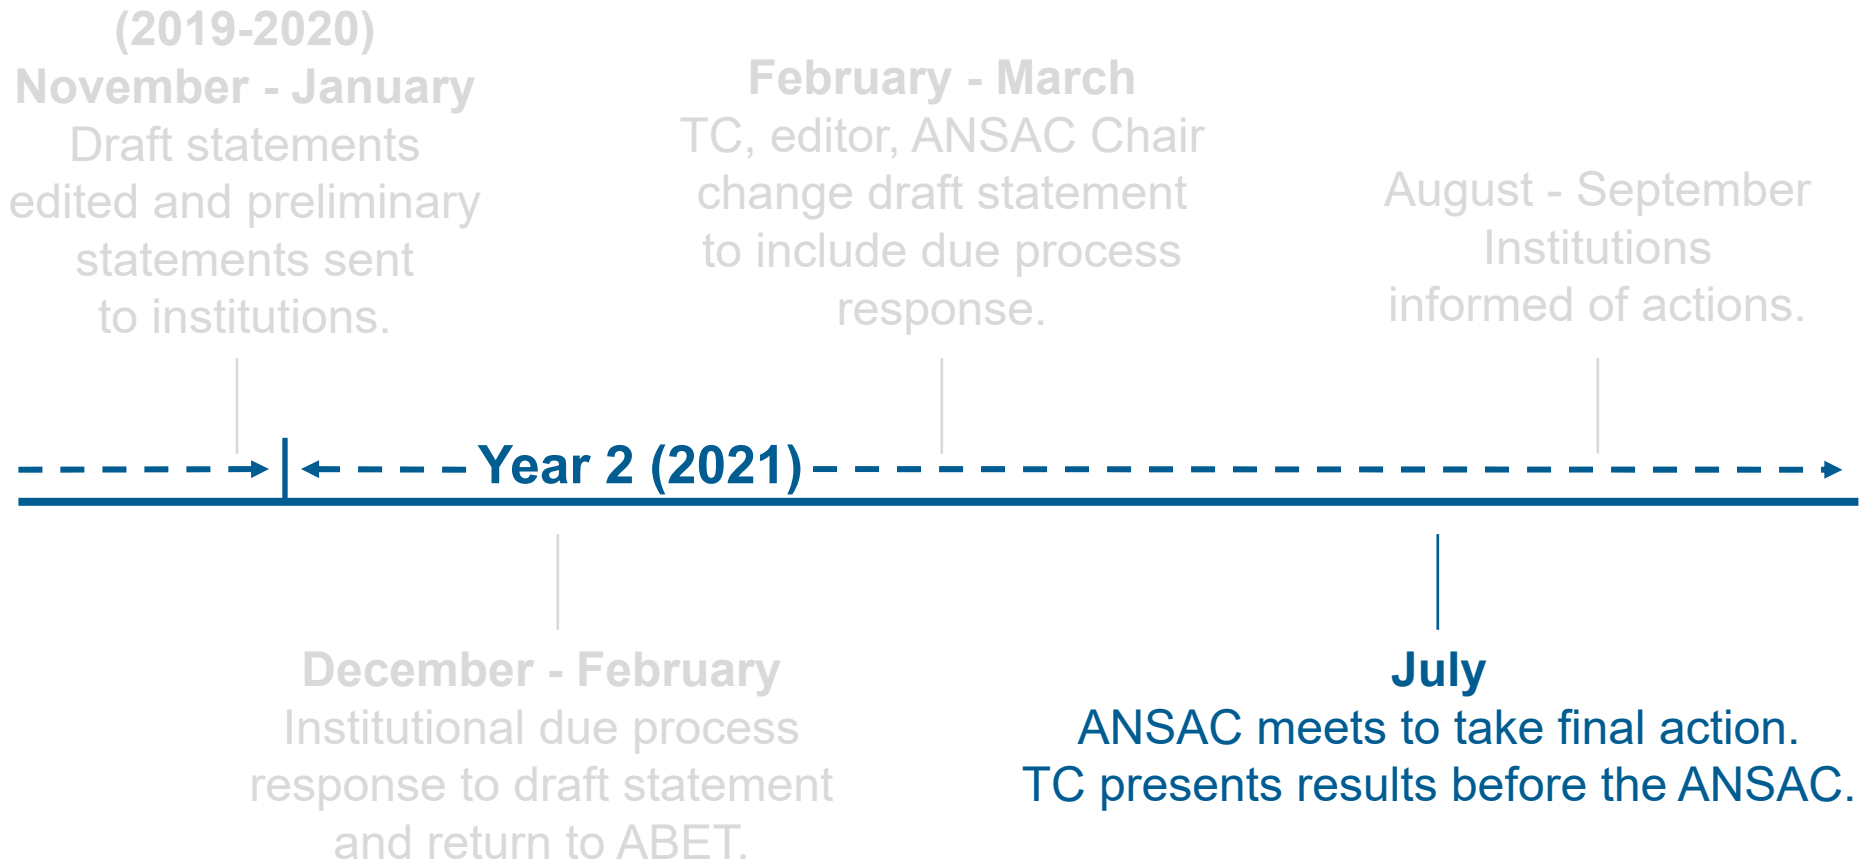 (2019-2020)
November - January
Draft statements
edited and preliminary
statements sent
to institutions.
February - March
TC, editor, ANSAC Chair
change draft statement
to include due process
response.
August - September
Institutions
informed of actions.
Year 2 (2021)
December - February
Institutional due process
response to draft statement
and return to ABET.
July
ANSAC meets to take final action.
TC presents results before the ANSAC.